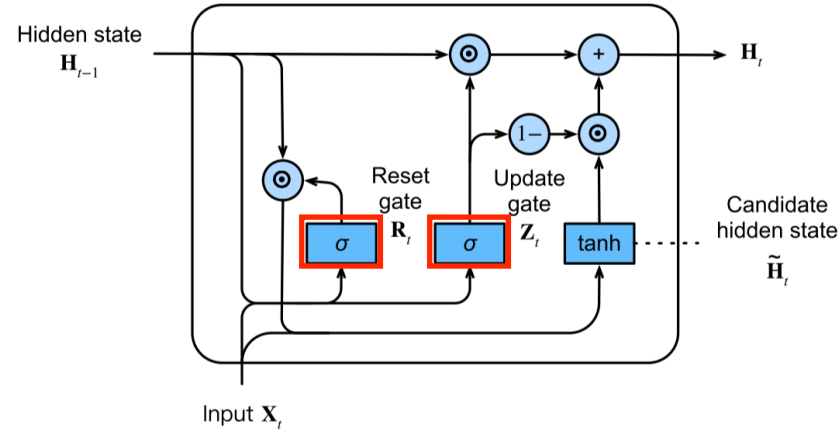 Hidden state
H_{t−1}
H_t
+
1−
Reset
gate
R_t
Update
gate
Z_t
Candidate
hidden state
H̃_t
σ
σ
tanh
Input X_t